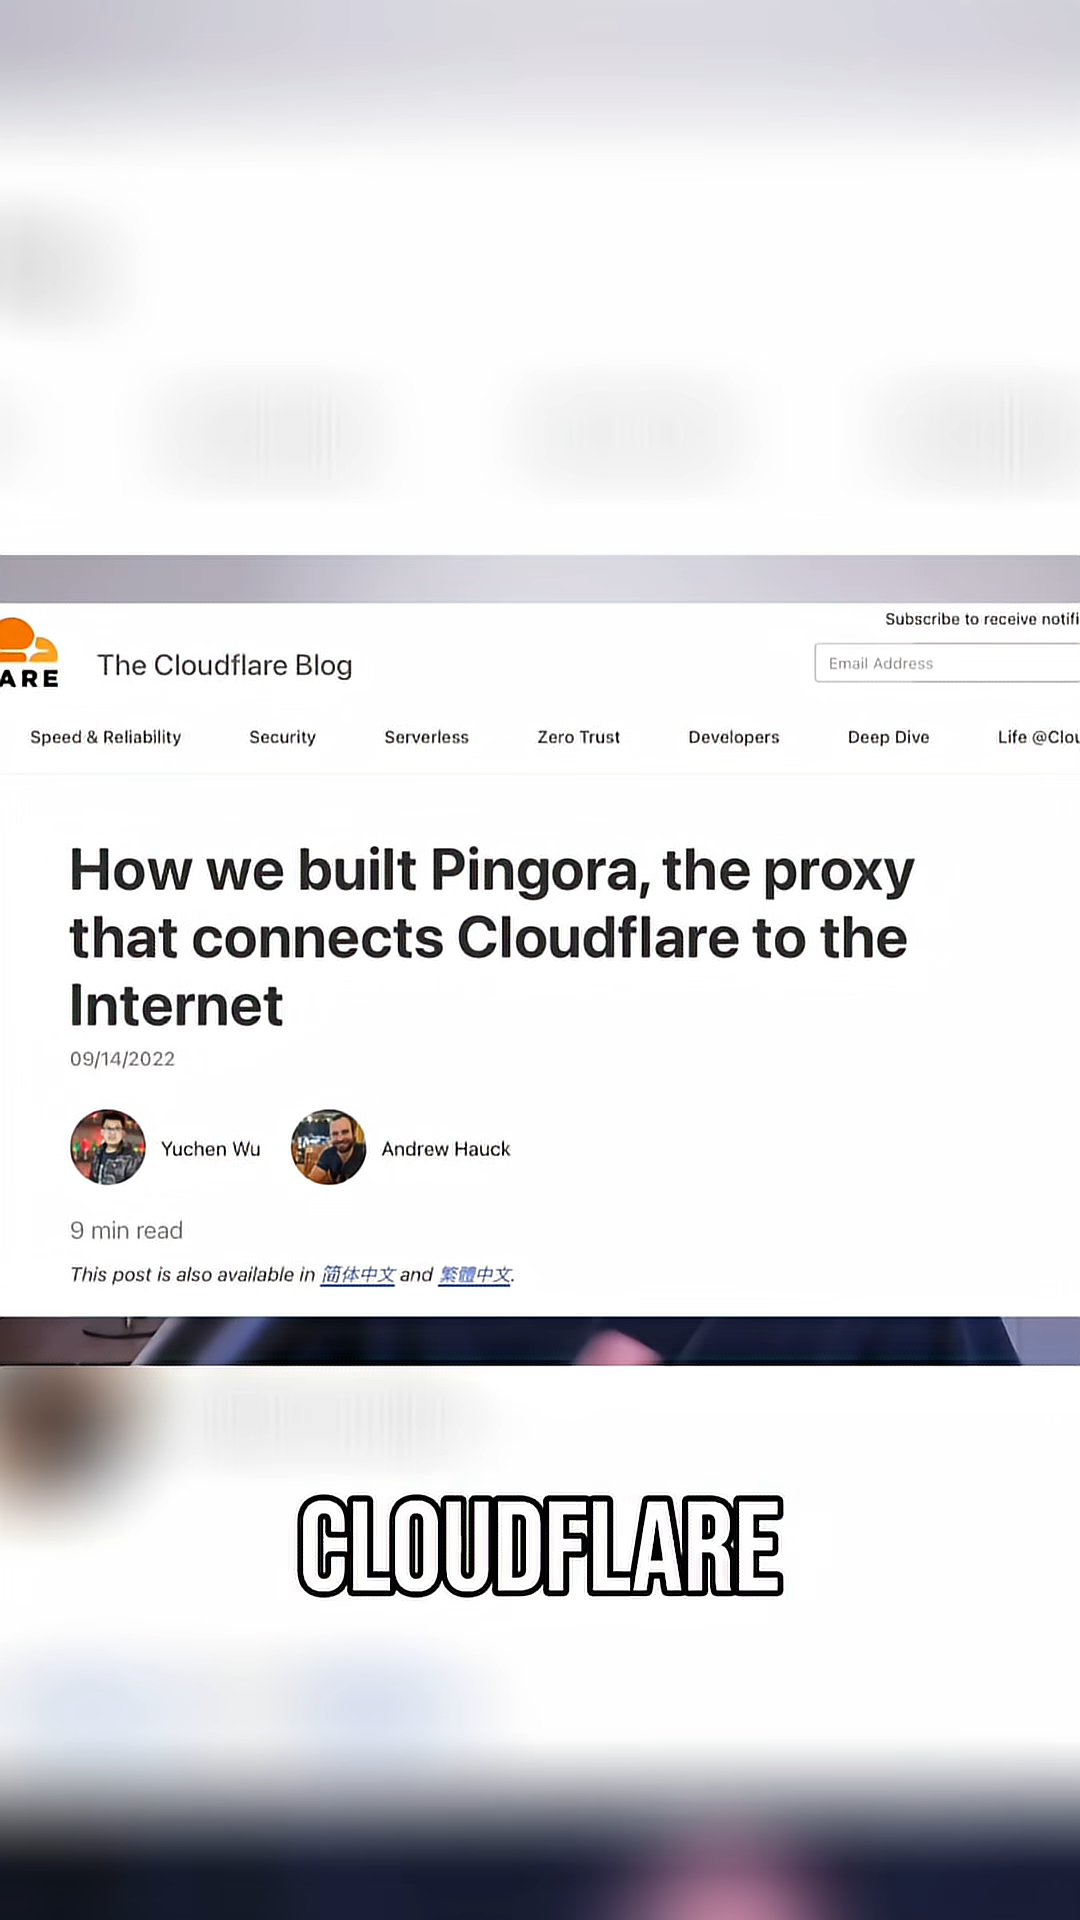 Subscribe to receive notifi
ARE
The Cloudflare Blog
Email Address
Speed & Reliability Security Serverless Zero Trust Developers Deep Dive Life @Clou
How we built Pingora, the proxy
that connects Cloudflare to the
Internet
09/14/2022
Yuchen Wu Andrew Hauck
9 min read
This post is also available in 简体中文 and 繁體中文.
CLOUDFLARE